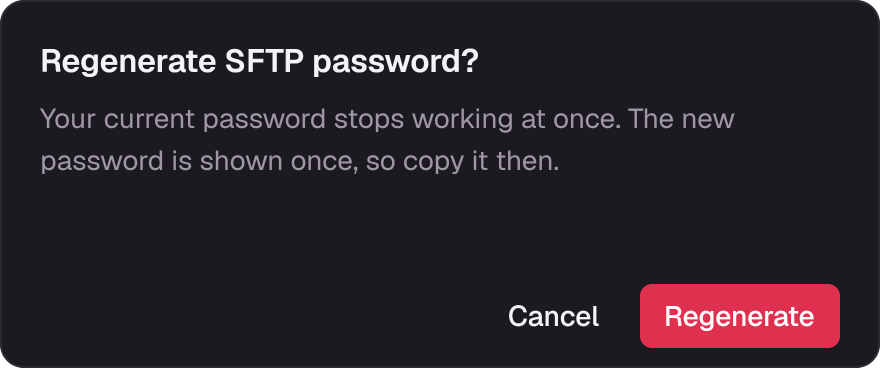 Regenerate SFTP password?
Your current password stops working at once. The new
password is shown once, so copy it then.
Cancel
Regenerate